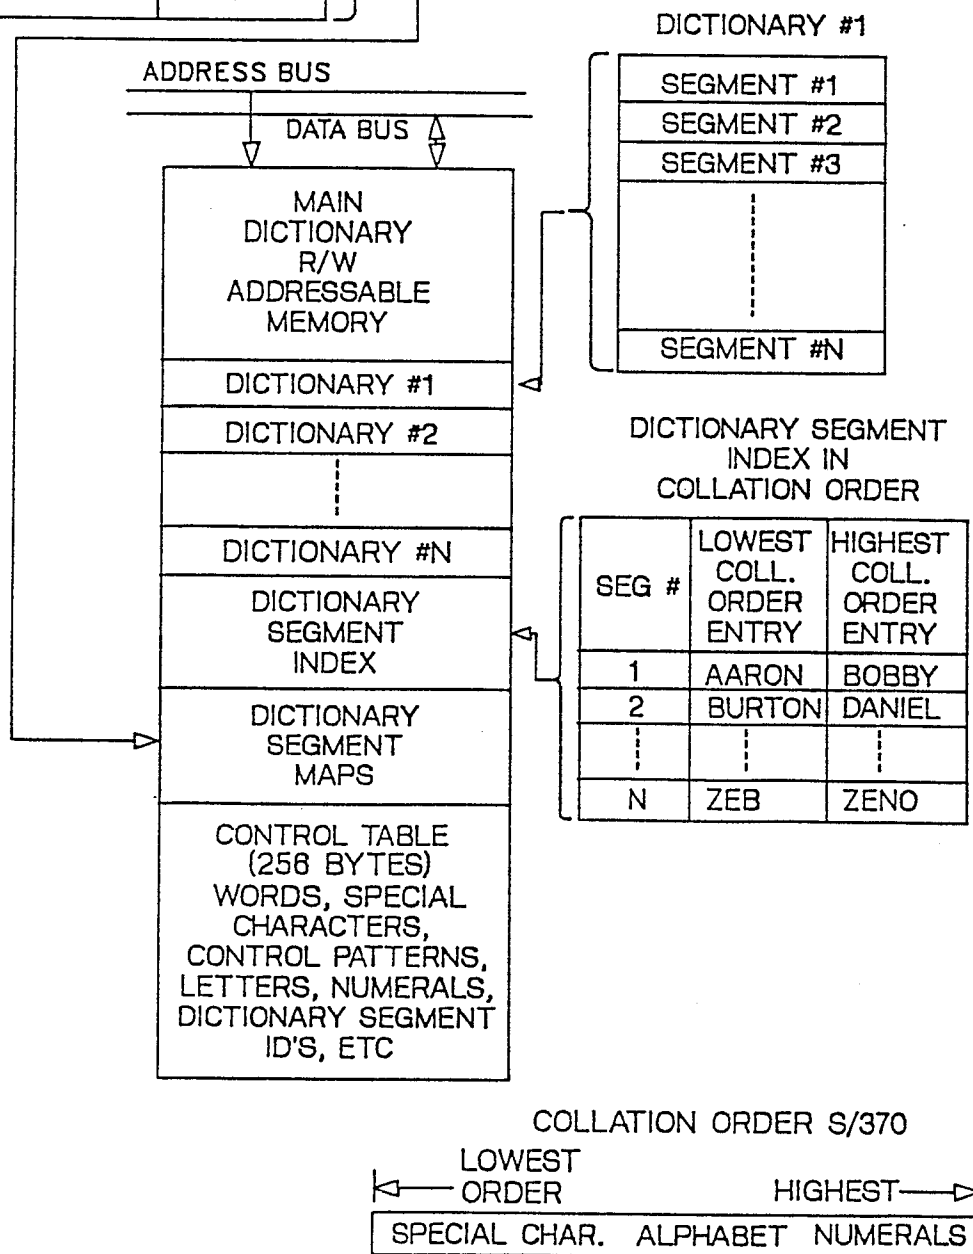 DICTIONARY #1
SEGMENT #1
SEGMENT #2
SEGMENT #3
SEGMENT #N
ADDRESS BUS
DATA BUS
MAIN
DICTIONARY
R/W
ADDRESSABLE
MEMORY
DICTIONARY #1
DICTIONARY #2
DICTIONARY #N
DICTIONARY
SEGMENT
INDEX
DICTIONARY
SEGMENT
MAPS
CONTROL TABLE
(256 BYTES)
WORDS, SPECIAL
CHARACTERS,
CONTROL PATTERNS,
LETTERS, NUMERALS,
DICTIONARY SEGMENT
ID'S, ETC
DICTIONARY SEGMENT
INDEX IN
COLLATION ORDER
SEG #
LOWEST
COLL.
ORDER
ENTRY
HIGHEST
COLL.
ORDER
ENTRY
1 AARON BOBBY
2 BURTON DANIEL
N ZEB ZENO
COLLATION ORDER S/370
LOWEST
ORDER HIGHEST
SPECIAL CHAR. ALPHABET NUMERALS